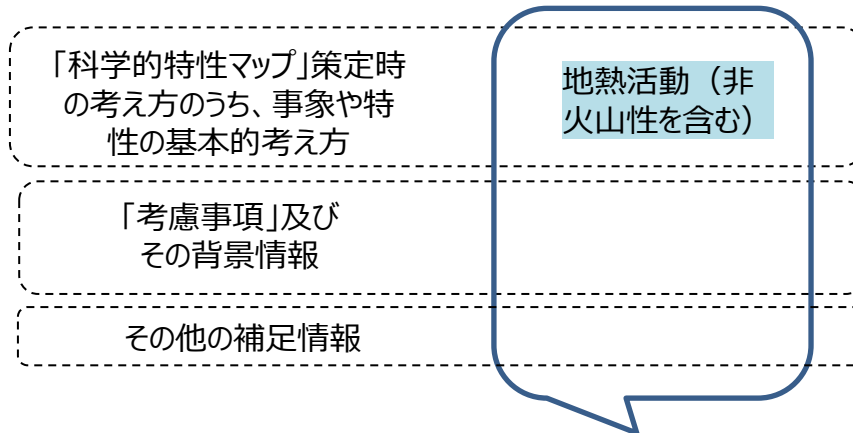 「科学的特性マップ」策定時
の考え方のうち、事象や特
性の基本的考え方
地熱活動（非
火山性を含む）
「考慮事項」及び
その背景情報
その他の補足情報